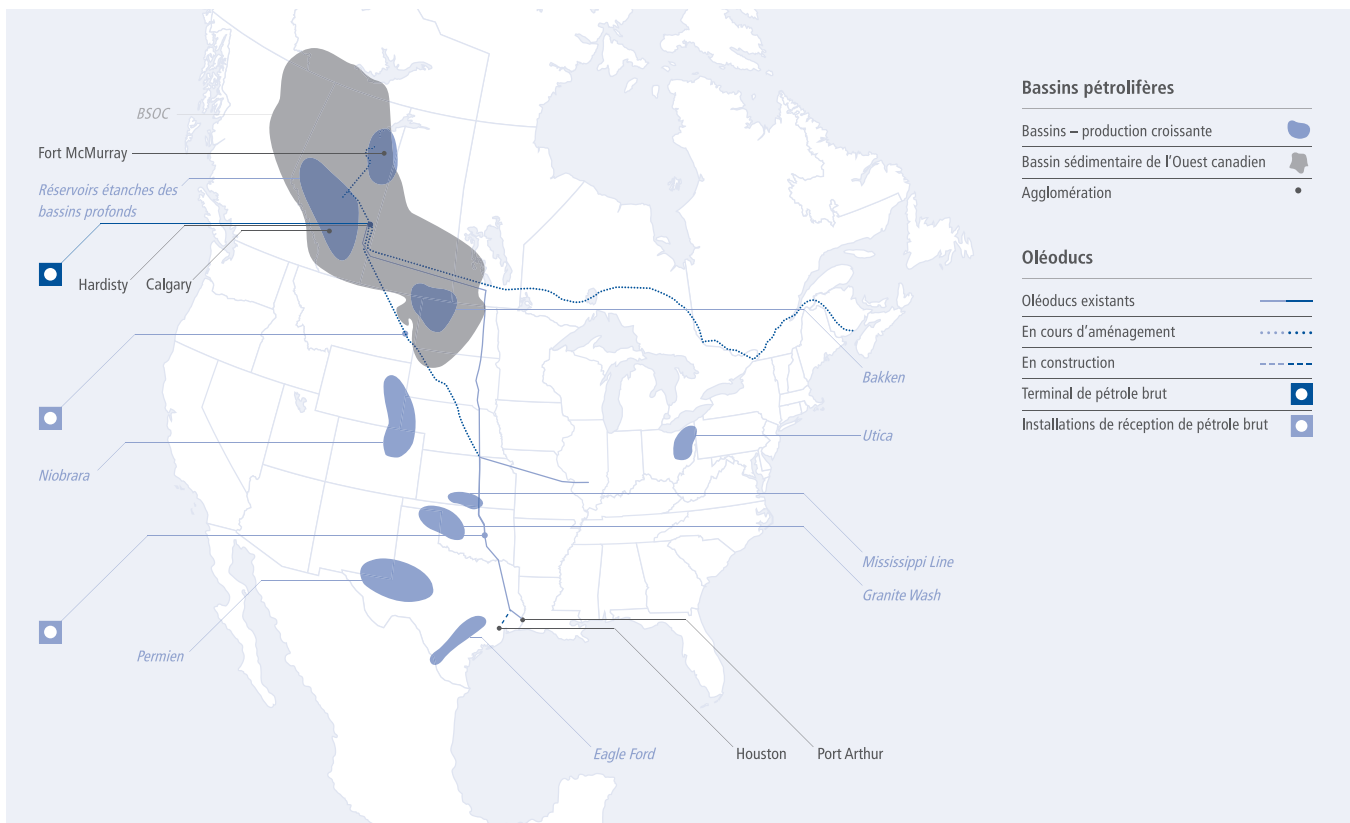 BSOC
Fort McMurray
Réservoirs étanches des
bassins profonds
Hardisty
Calgary
Niobrara
Permien
Bakken
Utica
Mississippi Line
Granite Wash
Eagle Ford
Houston
Port Arthur
Bassins pétrolifères
Bassins – production croissante
Bassin sédimentaire de l’Ouest canadien
Agglomération
Oléoducs
Oléoducs existants
En cours d’aménagement
En construction
Terminal de pétrole brut
Installations de réception de pétrole brut